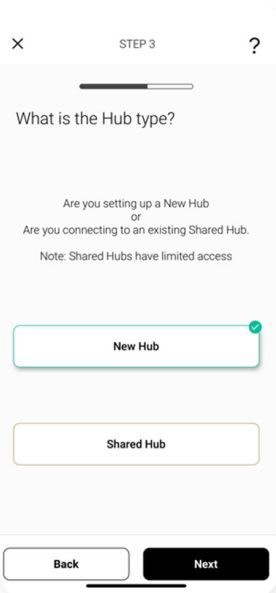 STEP 3
?
What is the Hub type?
Are you setting up a New Hub
or
Are you connecting to an existing Shared Hub.
Note: Shared Hubs have limited access
New Hub
Shared Hub
Back
Next